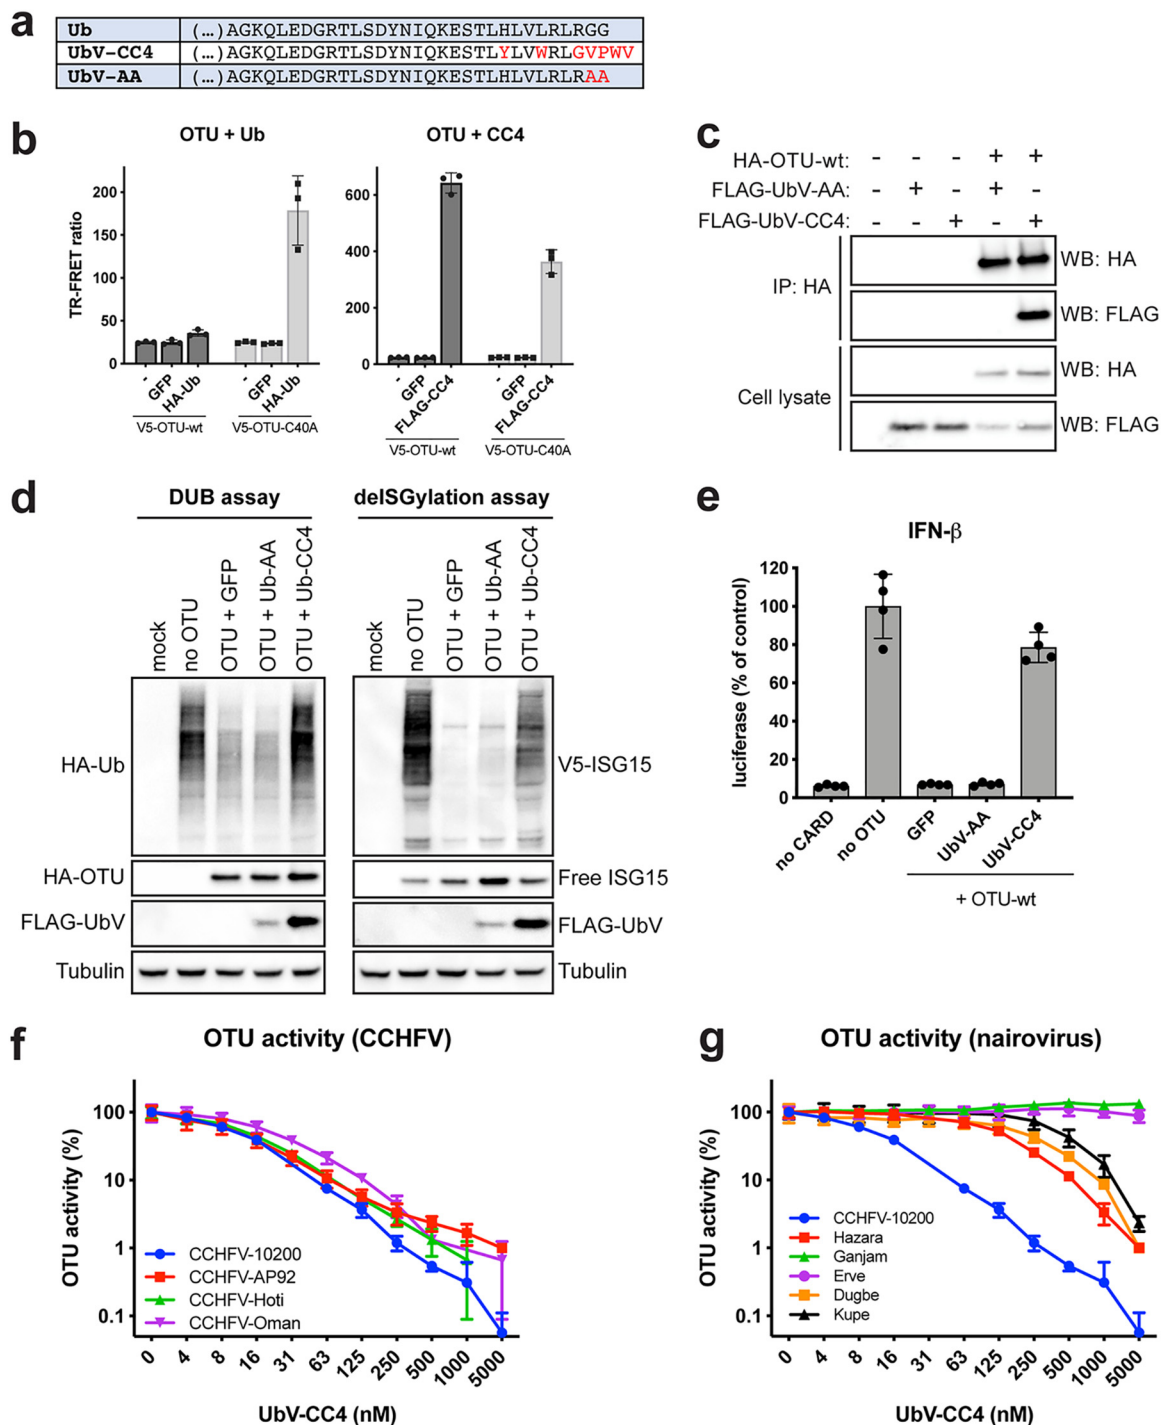 a
Ub (...)AGKQLEDGRTLSDYNIQKESTLHLVLRLRGG
UbV-CC4 (...)AGKQLEDGRTLSDYNIQKESTLYLVWRLGVPWV
UbV-AA (...)AGKQLEDGRTLSDYNIQKESTLHLVLRLRAA
b
OTU + Ub
TR-FRET ratio
200
150
100
50
0
-
GFP
HA-Ub
-
GFP
HA-Ub
V5-OTU-wt
V5-OTU-C40A
OTU + CC4
600
400
200
0
-
GFP
FLAG-CC4
-
GFP
FLAG-CC4
V5-OTU-wt
V5-OTU-C40A
c
HA-OTU-wt: - - - + +
FLAG-UbV-AA: - + - + -
FLAG-UbV-CC4: - - + - +
IP: HA
WB: HA
WB: FLAG
Cell lysate
WB: HA
WB: FLAG
d
DUB assay
mock
no OTU
OTU + GFP
OTU + Ub-AA
OTU + Ub-CC4
HA-Ub
HA-OTU
FLAG-UbV
Tubulin
deISGylation assay
mock
no OTU
OTU + GFP
OTU + Ub-AA
OTU + Ub-CC4
V5-ISG15
Free ISG15
FLAG-UbV
Tubulin
e
IFN-β
luciferase (% of control)
120
100
80
60
40
20
0
no CARD
no OTU
GFP
UbV-AA
UbV-CC4
+ OTU-wt
f
OTU activity (CCHFV)
OTU activity (%)
100
10
1
0.1
CCHFV-10200
CCHFV-AP92
CCHFV-Hoti
CCHFV-Oman
0 4 8 16 31 63 125 250 500 1000 5000
UbV-CC4 (nM)
g
OTU activity (nairovirus)
OTU activity (%)
100
10
1
0.1
CCHFV-10200
Hazara
Ganjam
Erve
Dugbe
Kupe
0 4 8 16 31 63 125 250 500 1000 5000
UbV-CC4 (nM)